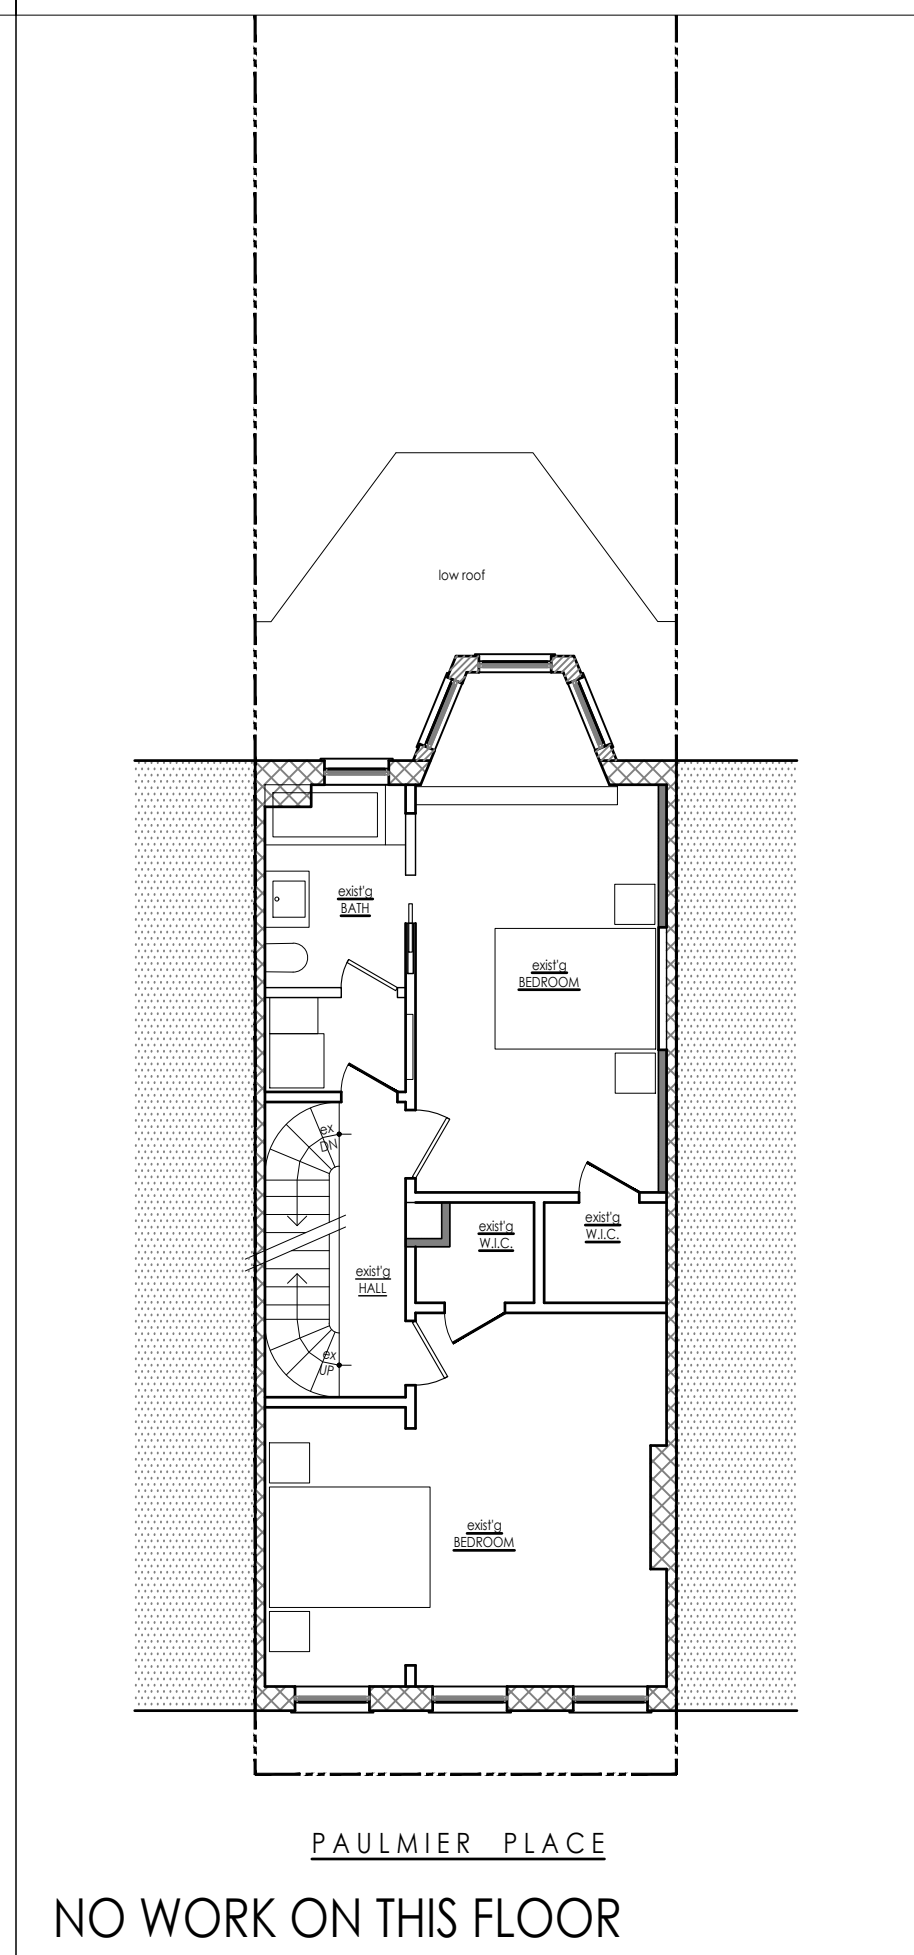 low roof
exist'g
BATH
exist'g
BEDROOM
ex
DN
exist'g
W.I.C.
exist'g
W.I.C.
exist'g
HALL
ex
UP
exist'g
BEDROOM
PAULMIER PLACE
NO WORK ON THIS FLOOR